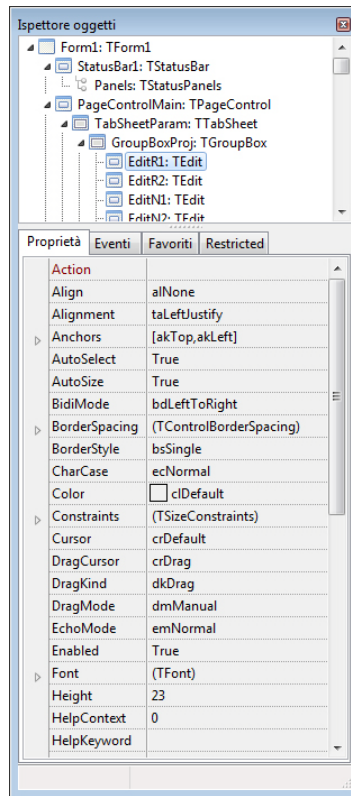 Ispettore oggetti
Form1: TForm1
StatusBar1: TStatusBar
Panels: TStatusPanels
PageControlMain: TPageControl
TabSheetParam: TTabSheet
GroupBoxProj: TGroupBox
EditR1: TEdit
EditR2: TEdit
EditN1: TEdit
EditN2: TEdit
Proprietà Eventi Favoriti Restricted
Action
Align alNone
Alignment taLeftJustify
Anchors [akTop,akLeft]
AutoSelect True
AutoSize True
BidiMode bdLeftToRight
BorderSpacing (TControlBorderSpacing)
BorderStyle bsSingle
CharCase ecNormal
Color clDefault
Constraints (TSizeConstraints)
Cursor crDefault
DragCursor crDrag
DragKind dkDrag
DragMode dmManual
EchoMode emNormal
Enabled True
Font (TFont)
Height 23
HelpContext 0
HelpKeyword